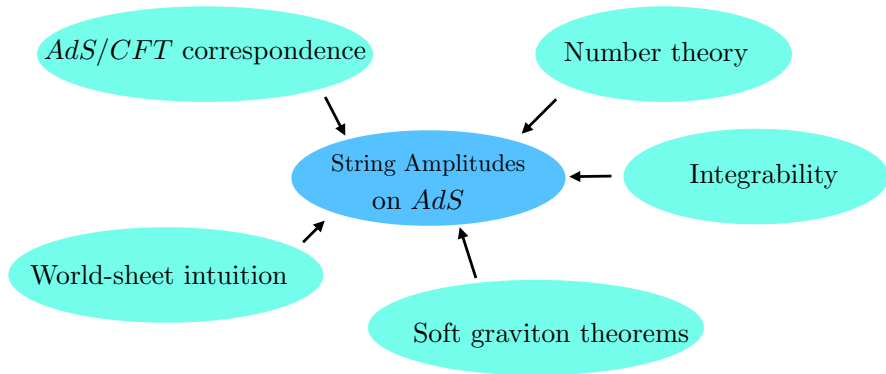 AdS/CFT correspondence
Number theory
String Amplitudes
on AdS
Integrability
World-sheet intuition
Soft graviton theorems